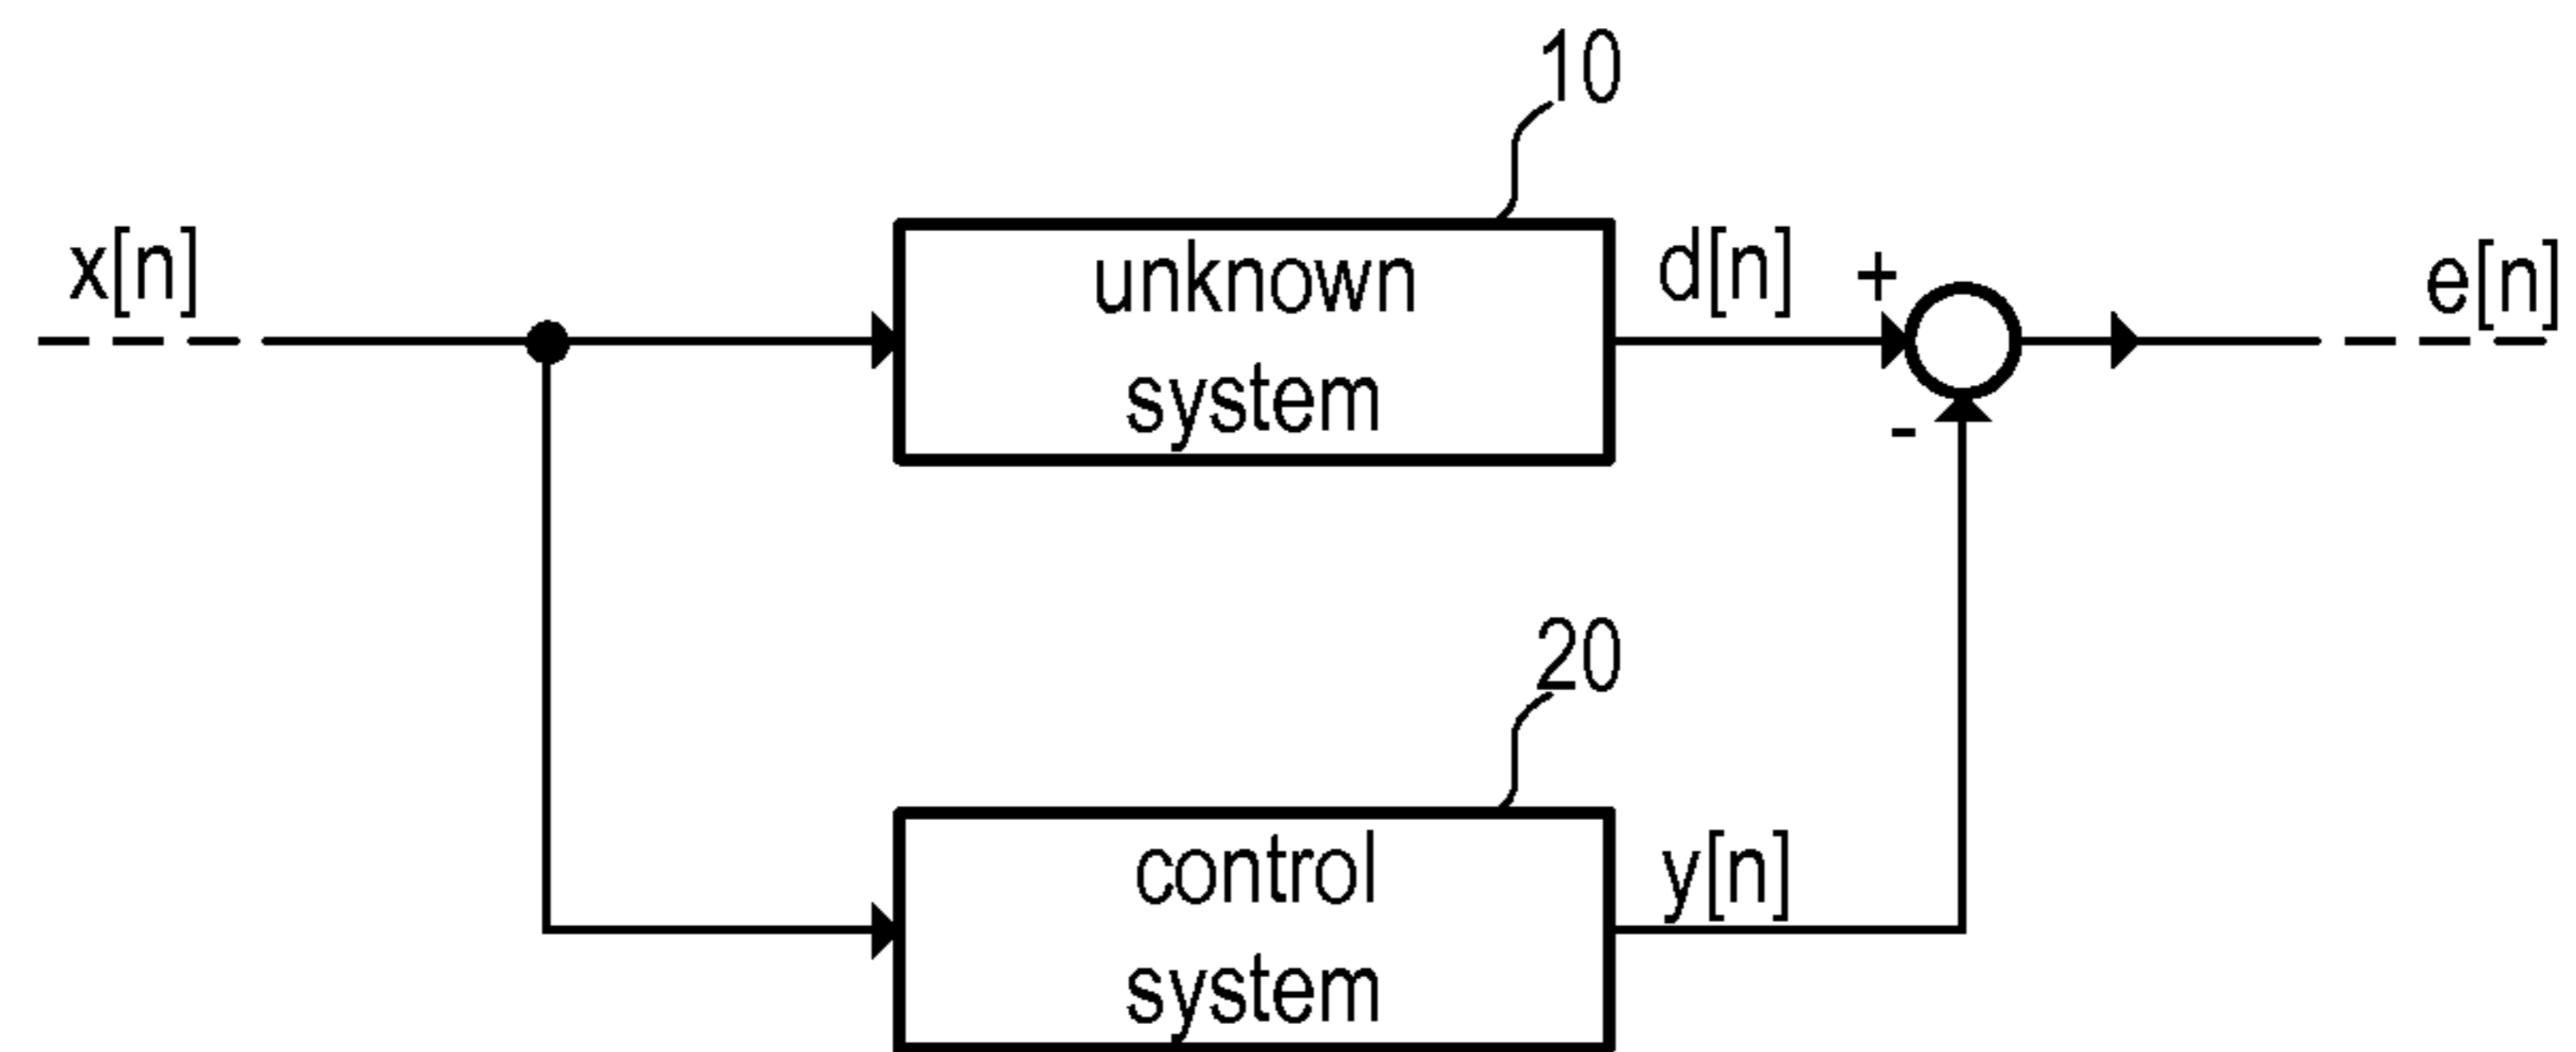 10
x[n]
unknown
system
d[n]
+
-
e[n]
20
control
system
y[n]